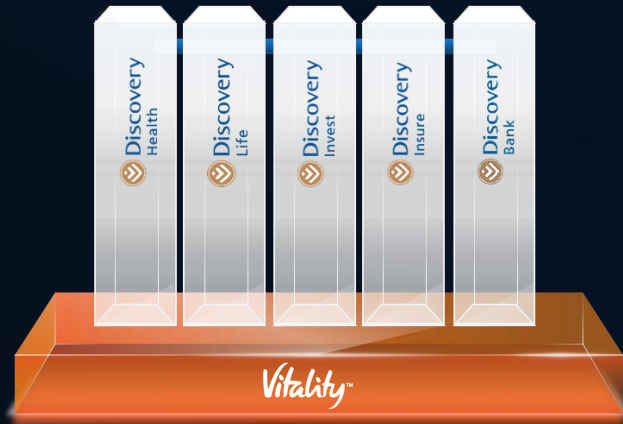 Discovery
Health
Discovery
Life
Discovery
Invest
Discovery
Insure
Discovery
Bank
Vitality™